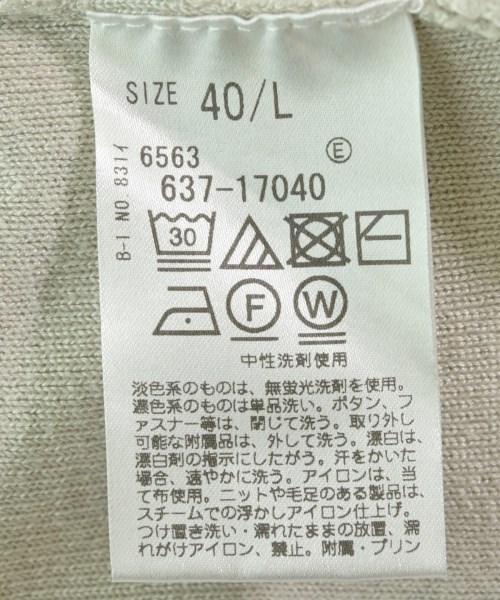 SIZE 40/L
B-I NO. 831イ
6563 Ⓔ
637-17040
30
F W
中性洗剤使用
淡色系のものは、無蛍光洗剤を使用。
濃色系のものは単品洗い。ボタン、フ
ァスナー等は、閉じて洗う。取り外し
可能な附属品は、外して洗う。漂白は、
漂白剤の指示にしたがう。汗をかいた
場合、速やかに洗う。アイロンは、当
て布使用。ニットや毛足のある製品は、
スチームでの浮かしアイロン仕上げ。
つけ置き洗い・濡れたままの放置、濡
れがけアイロン、禁止。附属・プリン